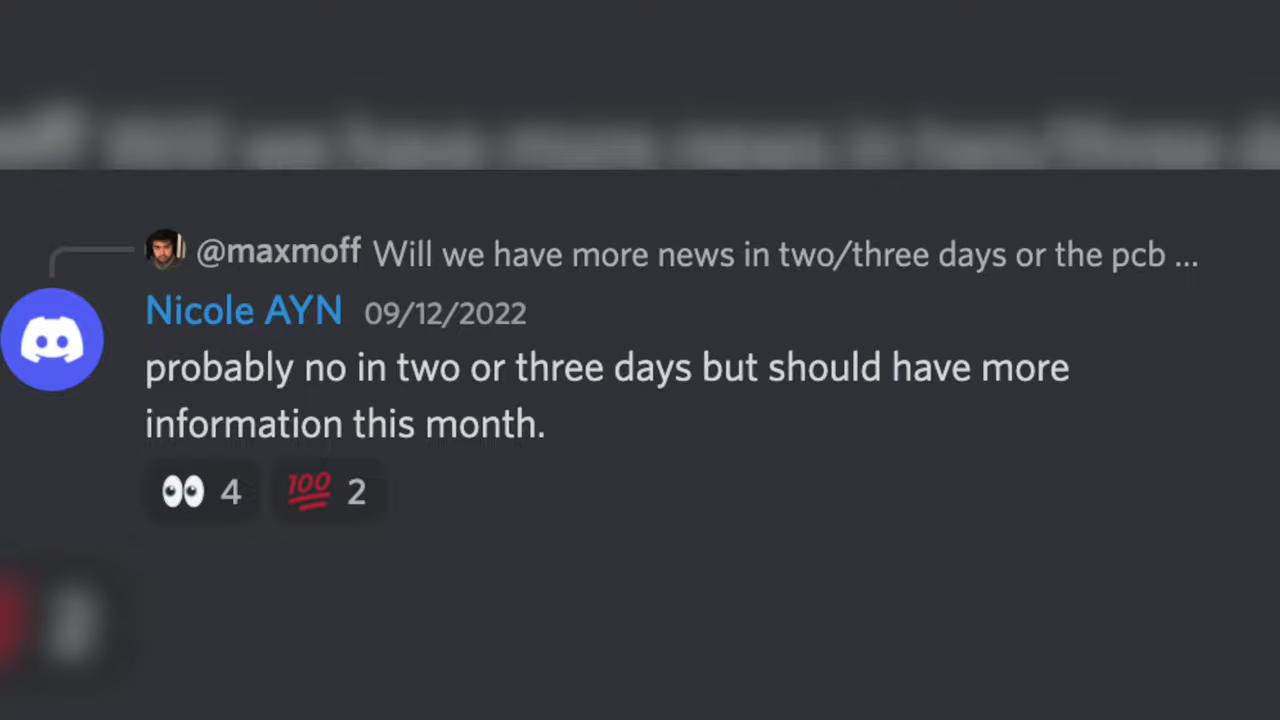 @maxmoff Will we have more news in two/three days or the pcb ...
Nicole AYN 09/12/2022
probably no in two or three days but should have more
information this month.
👀 4 💯 2